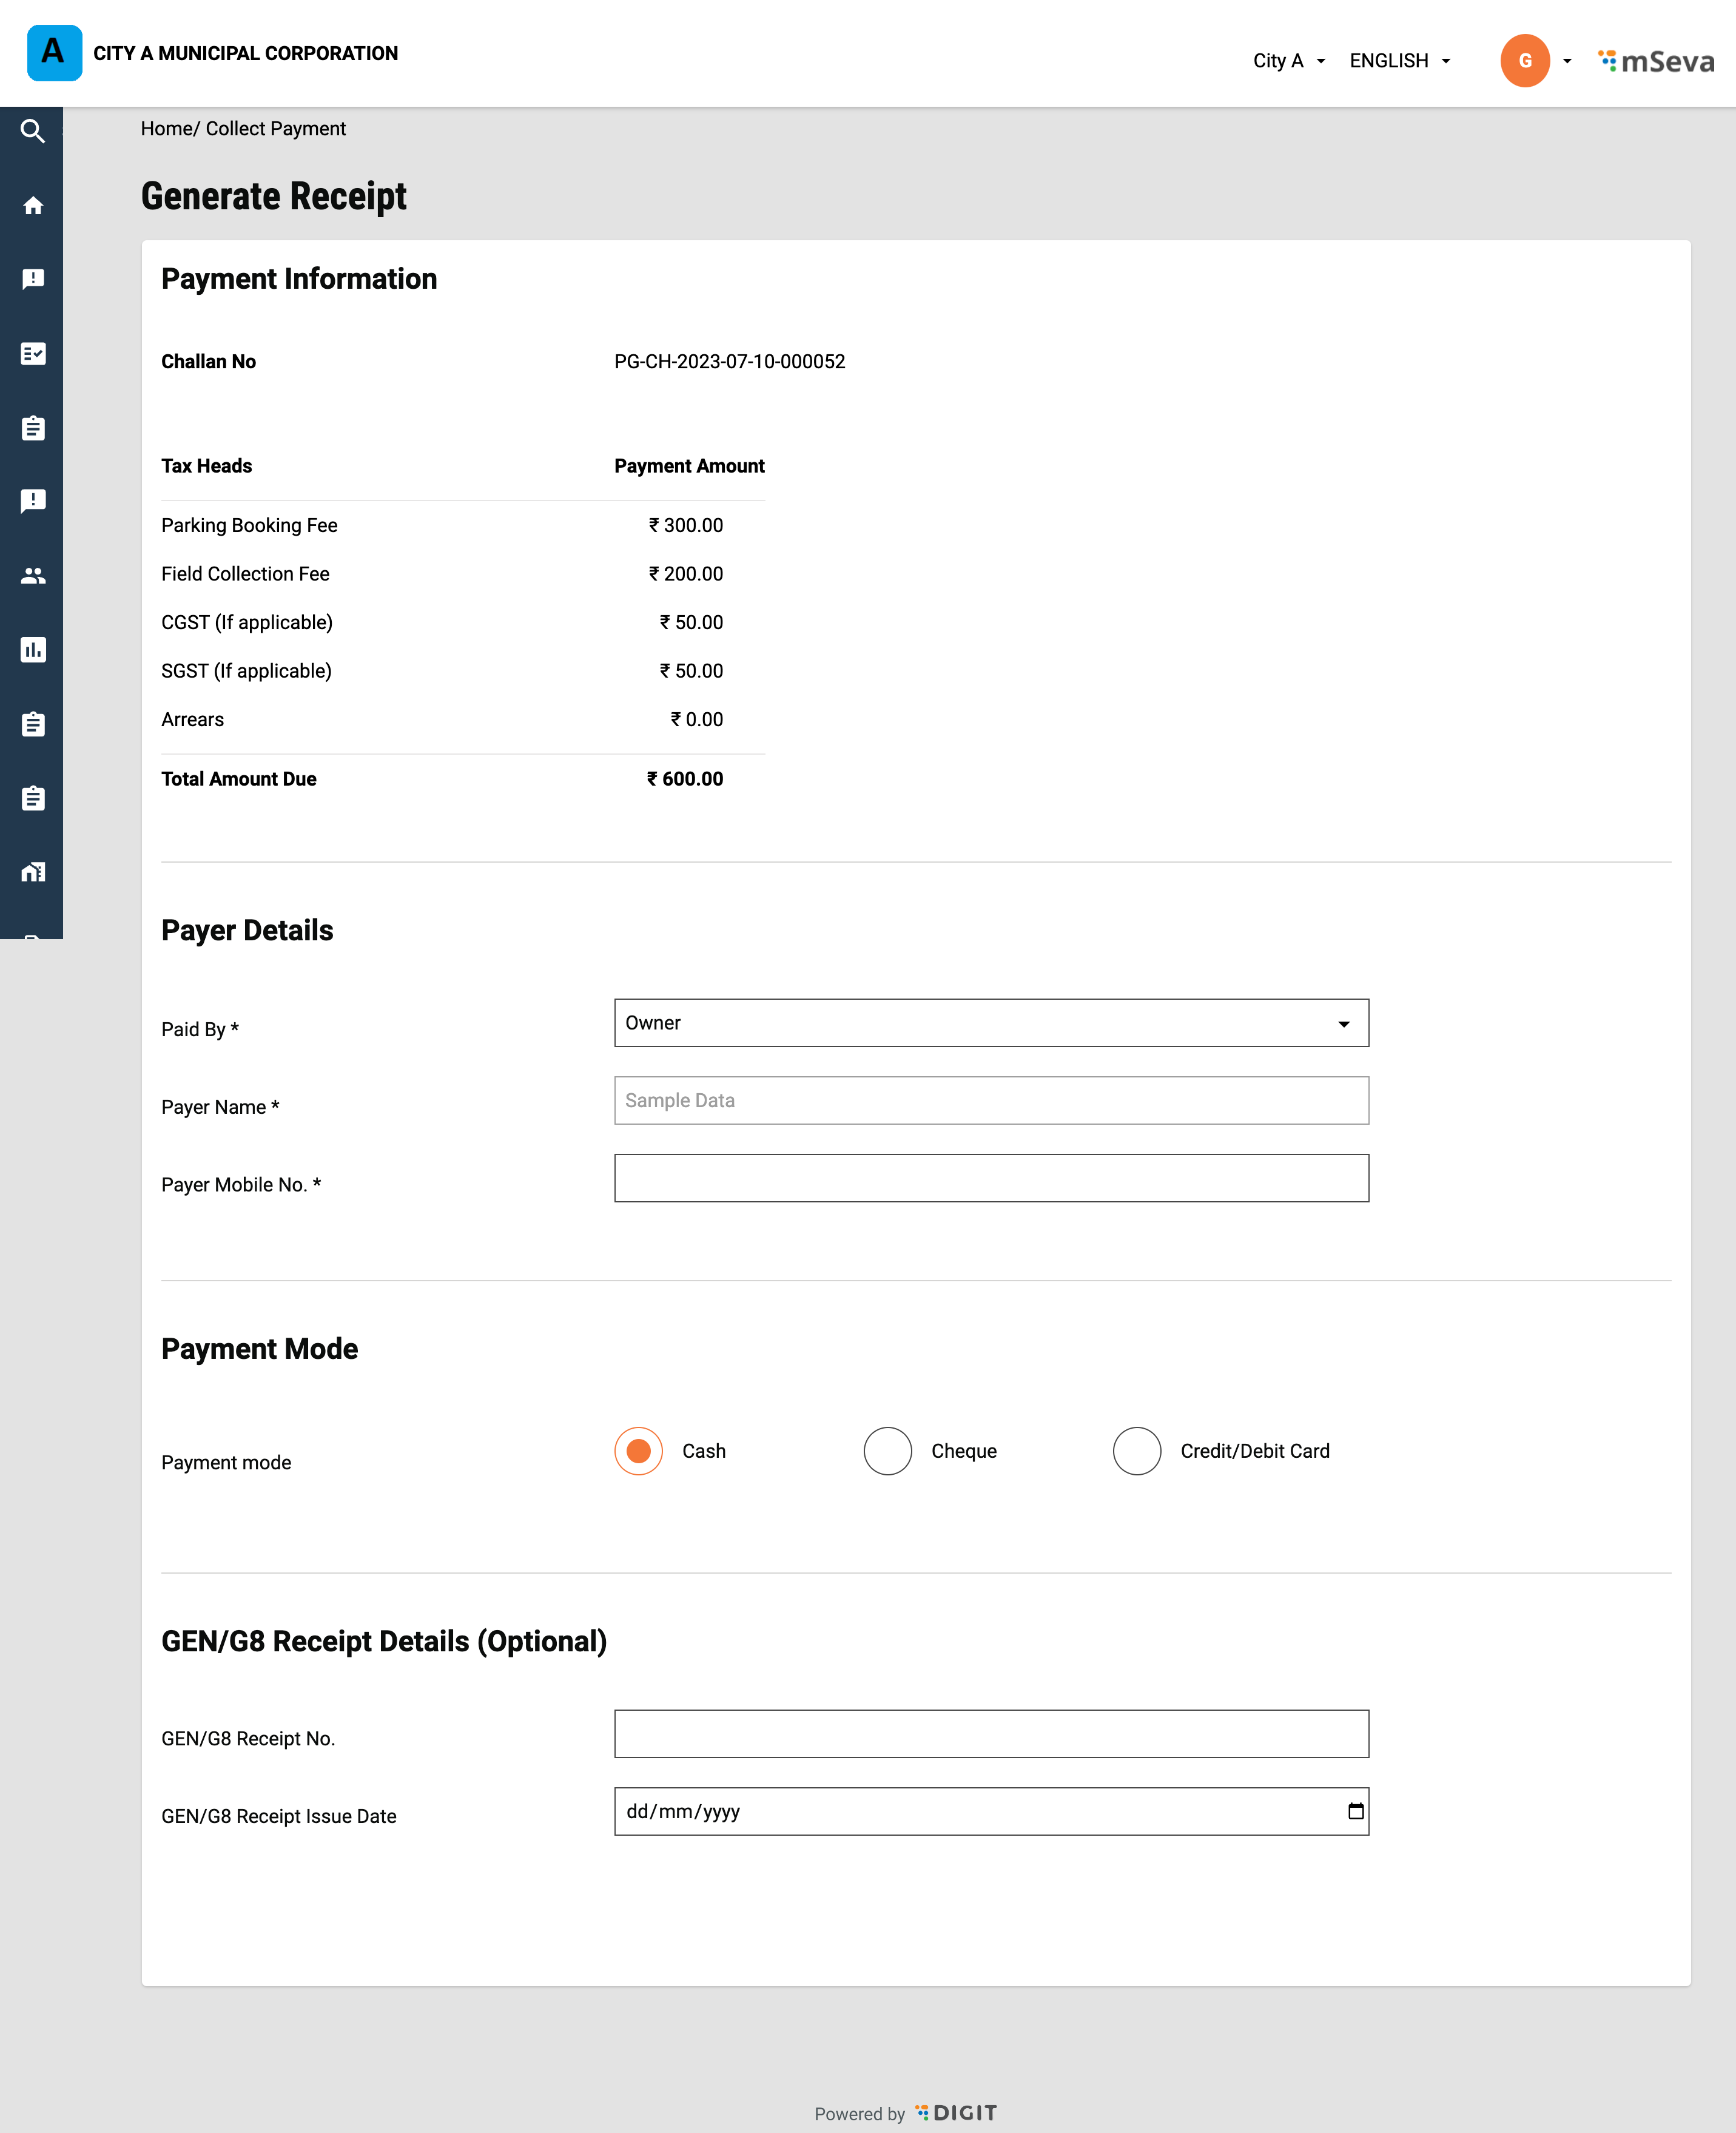 A CITY A MUNICIPAL CORPORATION
City A ENGLISH G mSeva
Home/ Collect Payment
Generate Receipt
Payment Information
Challan No PG-CH-2023-07-10-000052
Tax Heads Payment Amount
Parking Booking Fee ₹ 300.00
Field Collection Fee ₹ 200.00
CGST (If applicable) ₹ 50.00
SGST (If applicable) ₹ 50.00
Arrears ₹ 0.00
Total Amount Due ₹ 600.00
Payer Details
Paid By * Owner
Payer Name * Sample Data
Payer Mobile No. *
Payment Mode
Payment mode Cash Cheque Credit/Debit Card
GEN/G8 Receipt Details (Optional)
GEN/G8 Receipt No.
GEN/G8 Receipt Issue Date dd/mm/yyyy
Powered by DIGIT